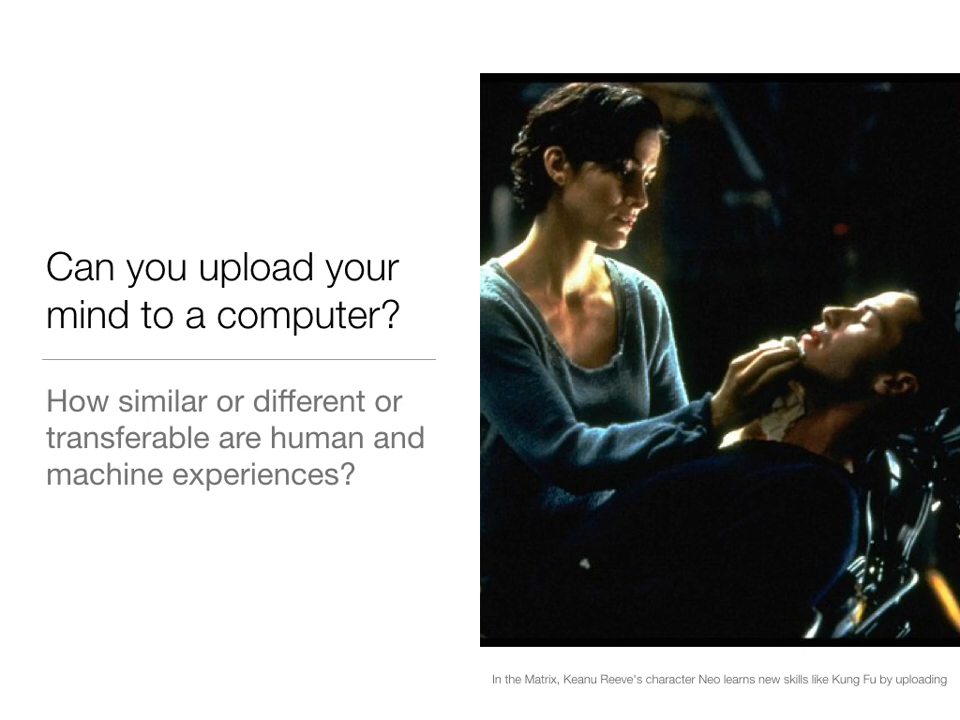 Can you upload your
mind to a computer?
How similar or different or
transferable are human and
machine experiences?
In the Matrix, Keanu Reeve's character Neo learns new skills like Kung Fu by uploading